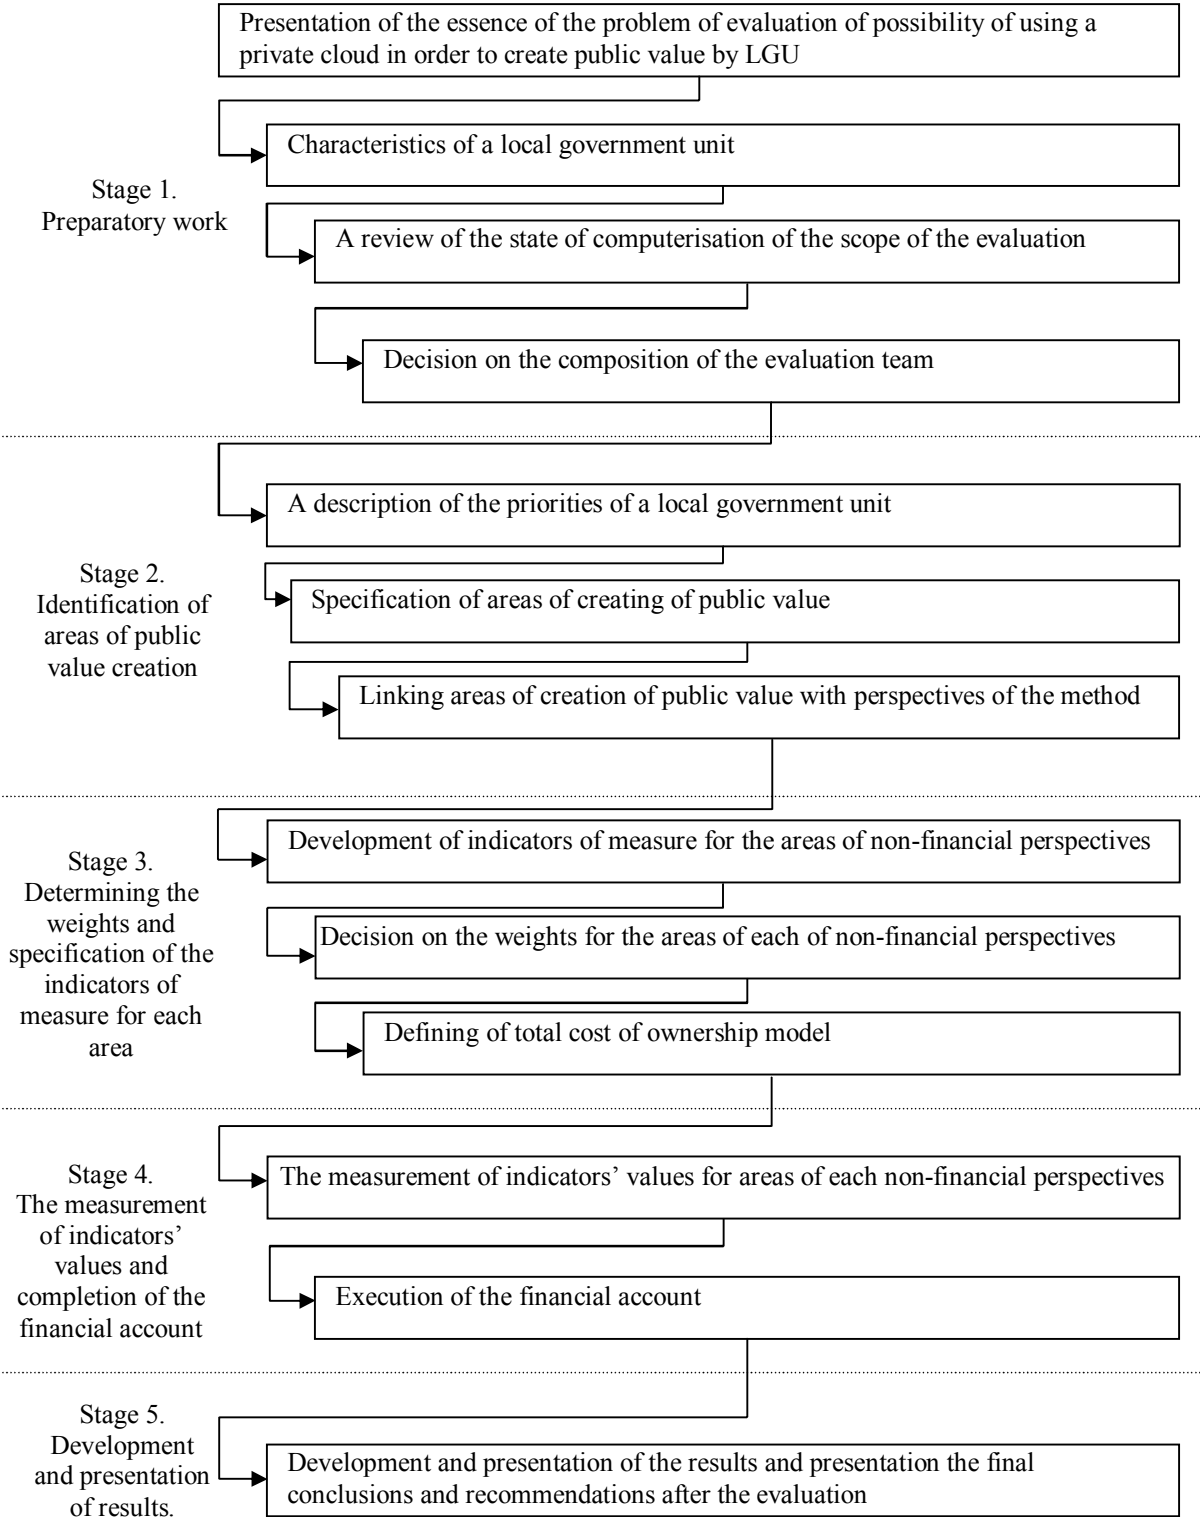 Presentation of the essence of the problem of evaluation of possibility of using a
private cloud in order to create public value by LGU
Characteristics of a local government unit
Stage 1.
Preparatory work
A review of the state of computerisation of the scope of the evaluation
Decision on the composition of the evaluation team
A description of the priorities of a local government unit
Stage 2.
Identification of
areas of public
value creation
Specification of areas of creating of public value
Linking areas of creation of public value with perspectives of the method
Development of indicators of measure for the areas of non-financial perspectives
Stage 3.
Determining the
weights and
specification of the
indicators of
measure for each
area
Decision on the weights for the areas of each of non-financial perspectives
Defining of total cost of ownership model
Stage 4.
The measurement
of indicators’
values and
completion of the
financial account
The measurement of indicators’ values for areas of each non-financial perspectives
Execution of the financial account
Stage 5.
Development
and presentation
of results.
Development and presentation of the results and presentation the final
conclusions and recommendations after the evaluation